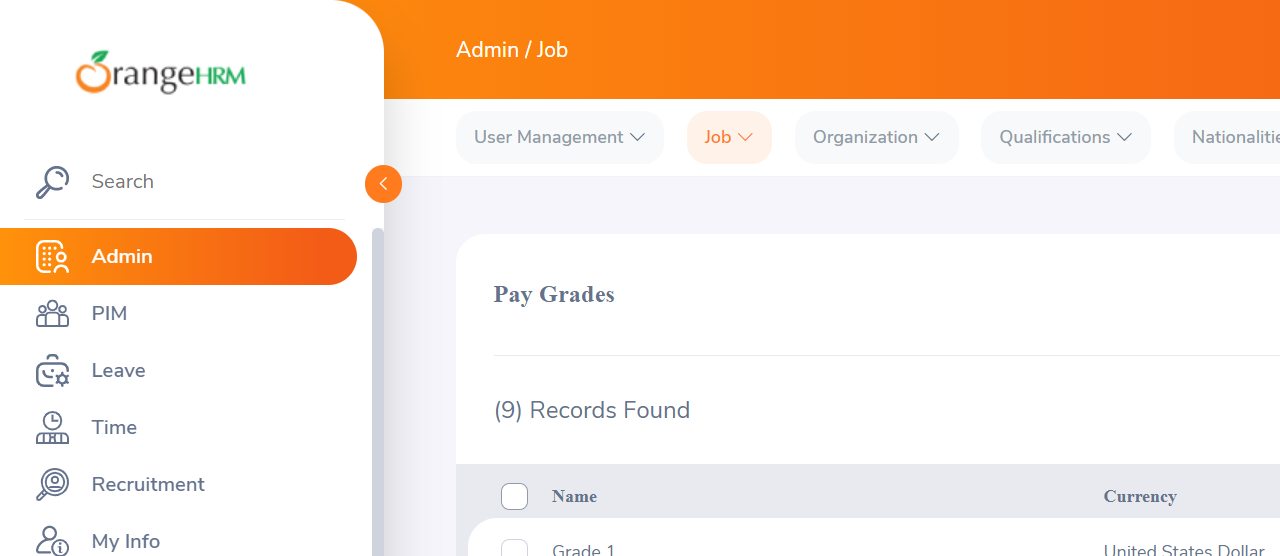 OrangeHRM
Admin / Job
User Management
Job
Organization
Qualifications
Search
Admin
PIM
Leave
Time
Recruitment
My Info
Pay Grades
(9) Records Found
Name
Currency
Grade 1
United States Dollar